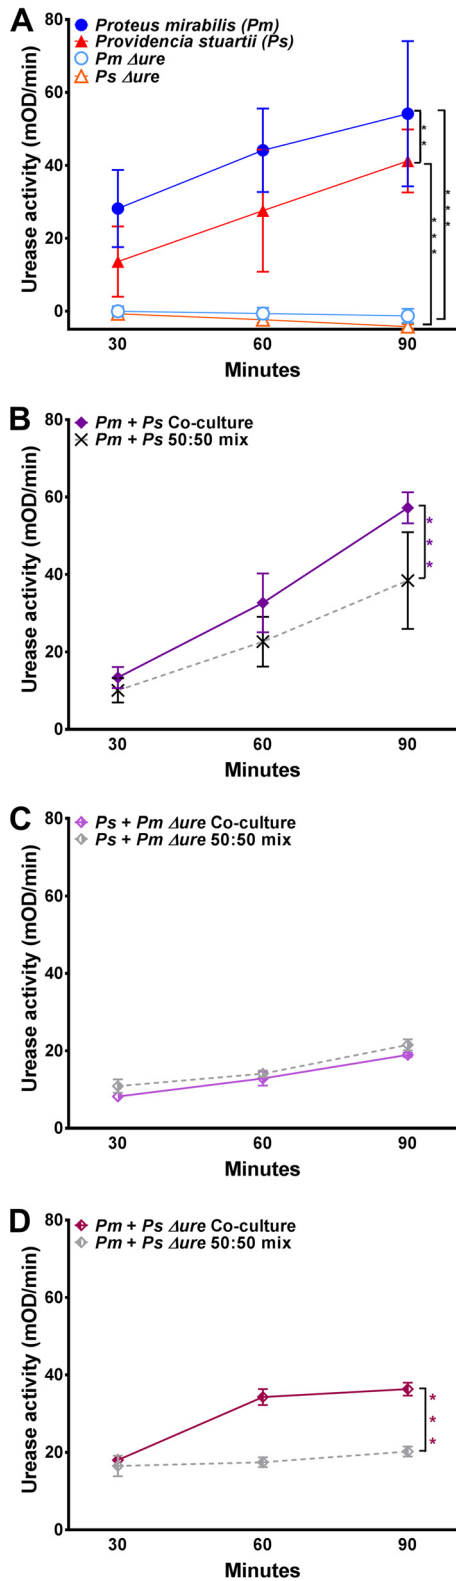 A
Proteus mirabilis (Pm)
Providencia stuartii (Ps)
Pm Δure
Ps Δure
Urease activity (mOD/min)
80
60
40
20
0
* *
* * *
* * *
30 60 90
Minutes
B
Pm + Ps Co-culture
Pm + Ps 50:50 mix
Urease activity (mOD/min)
80
60
40
20
0
* * *
30 60 90
Minutes
C
Ps + Pm Δure Co-culture
Ps + Pm Δure 50:50 mix
Urease activity (mOD/min)
80
60
40
20
0
30 60 90
Minutes
D
Pm + Ps Δure Co-culture
Pm + Ps Δure 50:50 mix
Urease activity (mOD/min)
80
60
40
20
0
* * *
30 60 90
Minutes